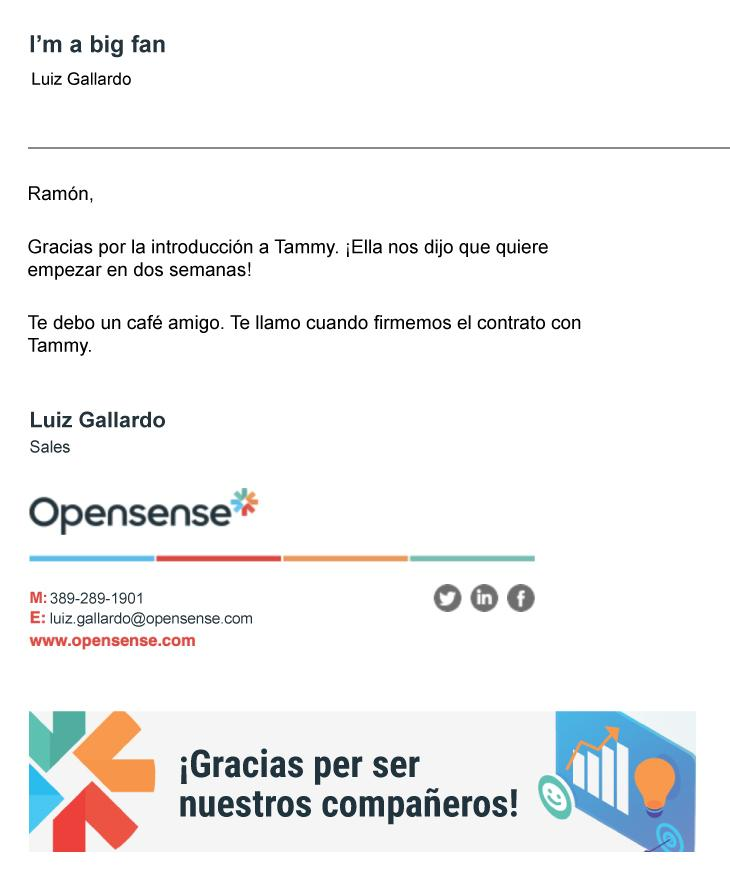 I’m a big fan
Luiz Gallardo
Ramón,
Gracias por la introducción a Tammy. ¡Ella nos dijo que quiere
empezar en dos semanas!
Te debo un café amigo. Te llamo cuando firmemos el contrato con
Tammy.
Luiz Gallardo
Sales
Opensense
M: 389-289-1901
E: luiz.gallardo@opensense.com
www.opensense.com
¡Gracias per ser
nuestros compañeros!